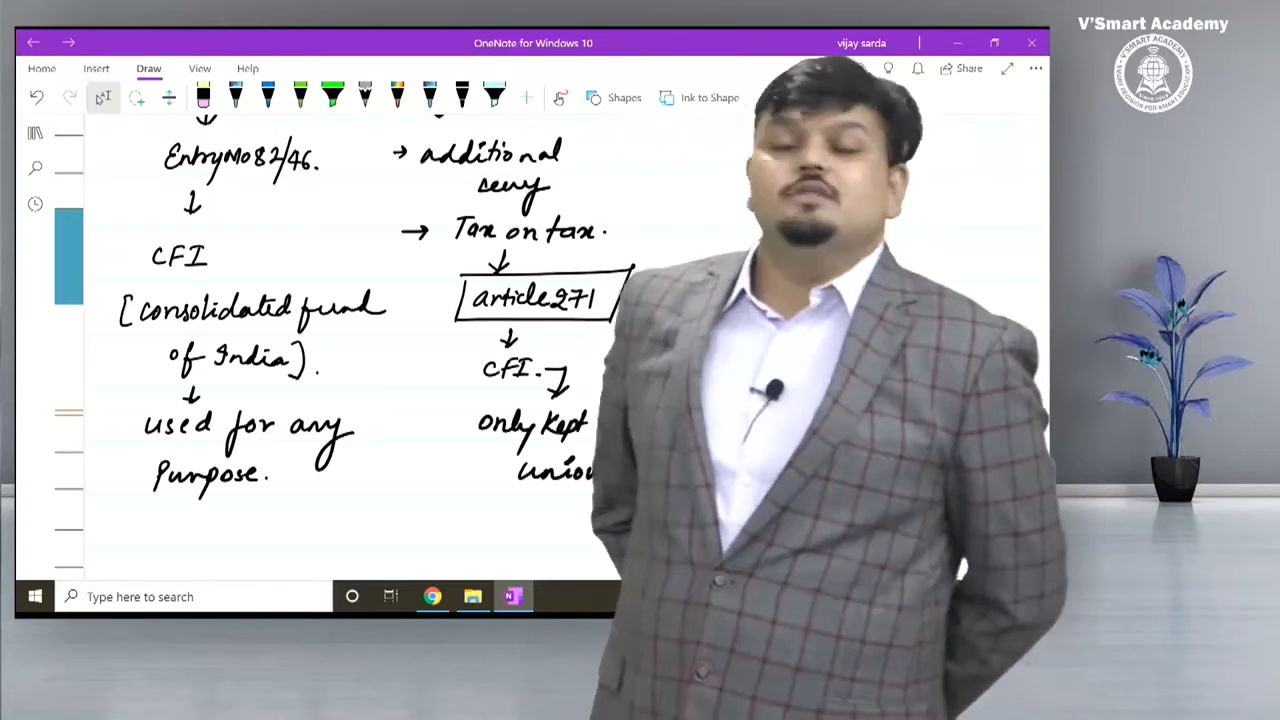 V'Smart Academy
OneNote for Windows 10
vijay sarda
Home Insert Draw View Help
Share
Shapes
Ink to Shape
Entry No 82/46.
CFI
[Consolidated fund
of India].
used for any
Purpose.
→ additional
levy
→ Tax on tax.
article 271
CFI.
only kept
union
Type here to search